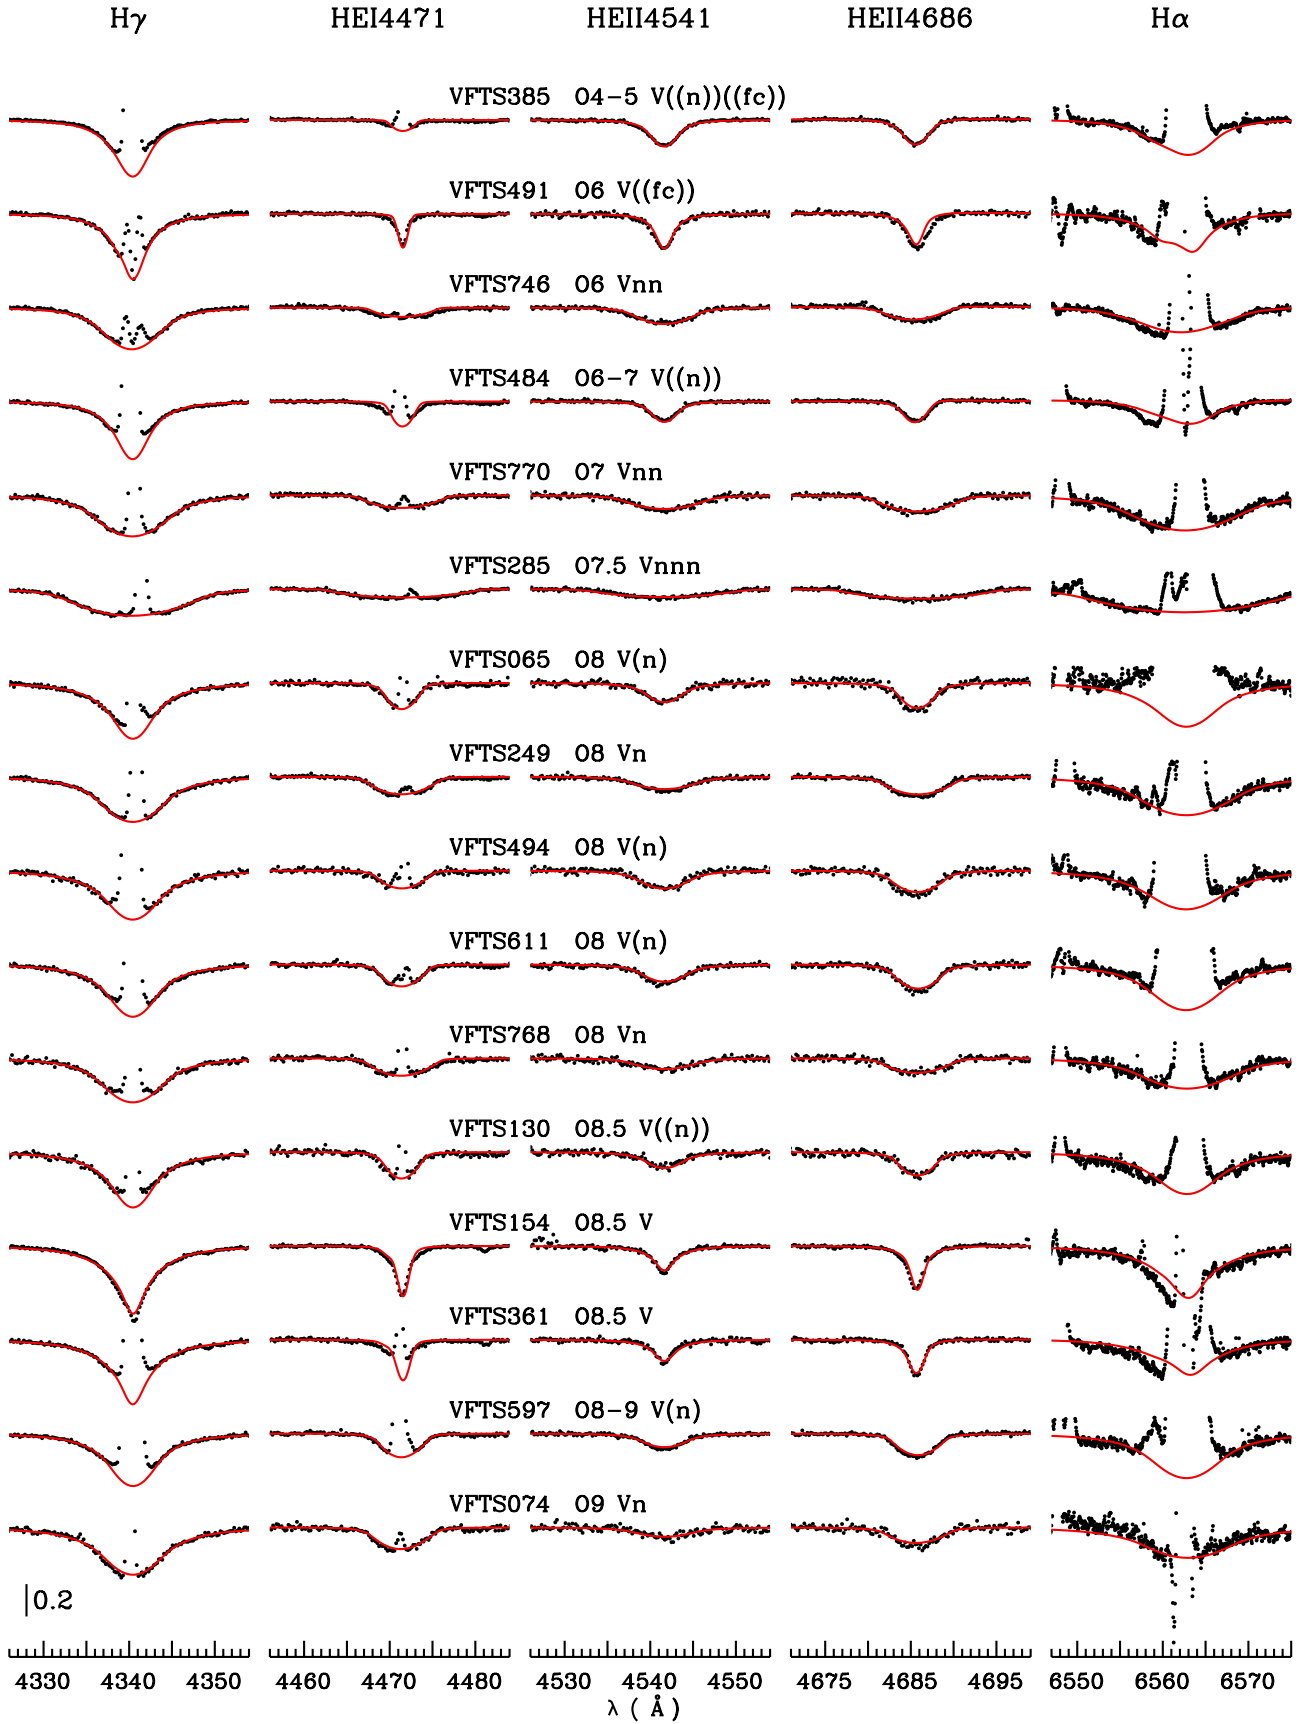 Hγ HEI4471 HEII4541 HEII4686 Hα
VFTS385 O4-5 V((n))((fc))
VFTS491 O6 V((fc))
VFTS746 O6 Vnn
VFTS484 O6-7 V((n))
VFTS770 O7 Vnn
VFTS285 O7.5 Vnnn
VFTS065 O8 V(n)
VFTS249 O8 Vn
VFTS494 O8 V(n)
VFTS611 O8 V(n)
VFTS768 O8 Vn
VFTS130 O8.5 V((n))
VFTS154 O8.5 V
VFTS361 O8.5 V
VFTS597 O8-9 V(n)
VFTS074 O9 Vn
0.2
4330 4340 4350 4460 4470 4480 4530 4540 4550 4675 4685 4695 6550 6560 6570
λ ( Å )